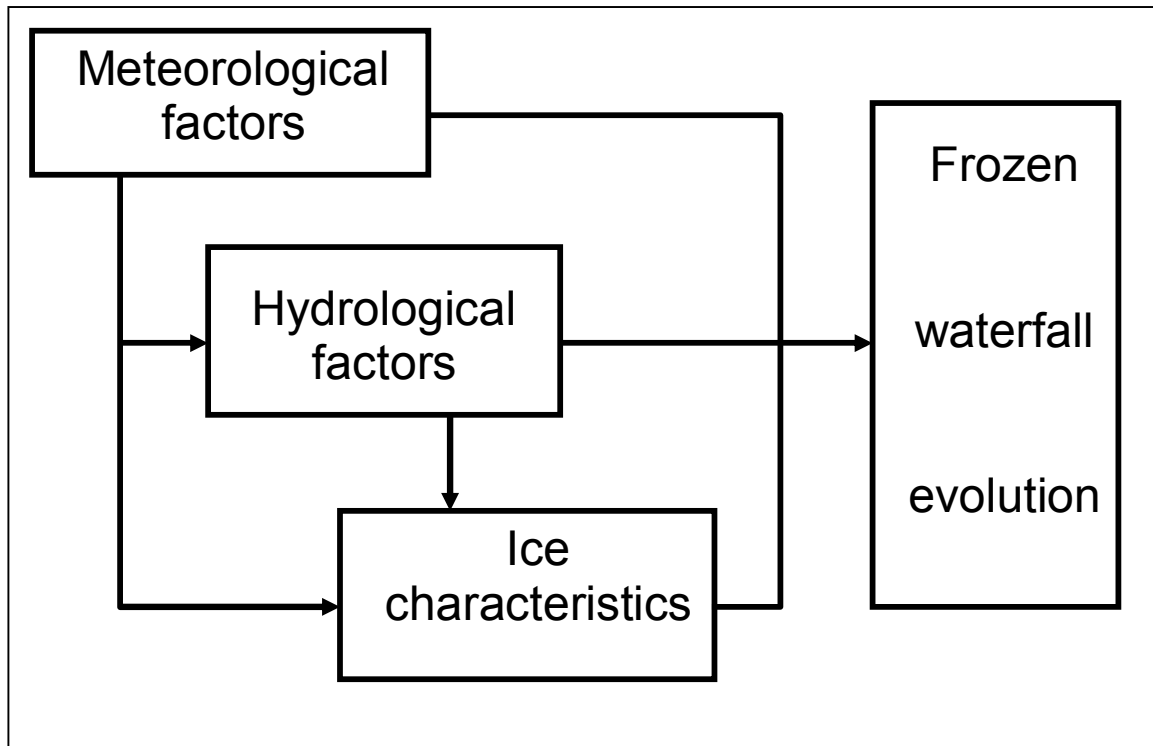 Meteorological
factors
Hydrological
factors
Ice
characteristics
Frozen
waterfall
evolution